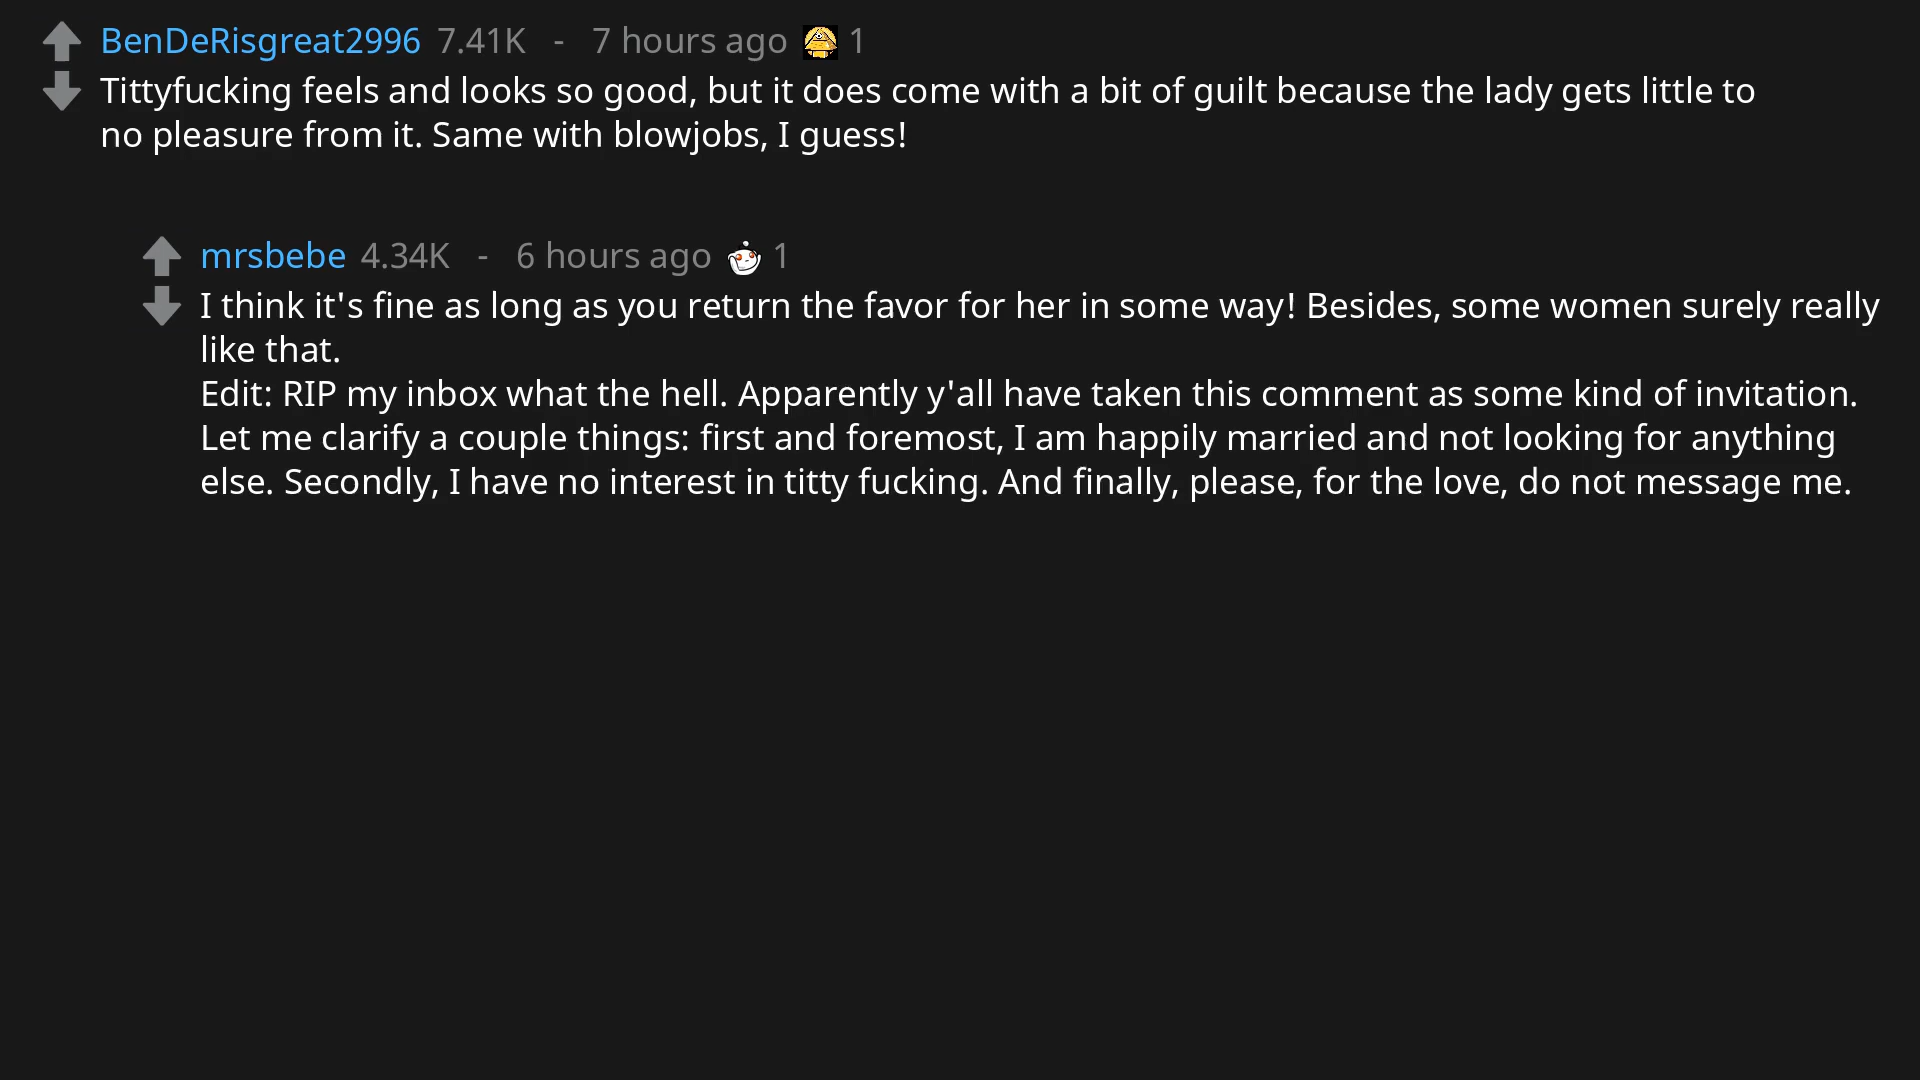 BenDeRisgreat2996 7.41K - 7 hours ago 1
Tittyfucking feels and looks so good, but it does come with a bit of guilt because the lady gets little to
no pleasure from it. Same with blowjobs, I guess!
mrsbebe 4.34K - 6 hours ago 1
I think it's fine as long as you return the favor for her in some way! Besides, some women surely really
like that.
Edit: RIP my inbox what the hell. Apparently y'all have taken this comment as some kind of invitation.
Let me clarify a couple things: first and foremost, I am happily married and not looking for anything
else. Secondly, I have no interest in titty fucking. And finally, please, for the love, do not message me.